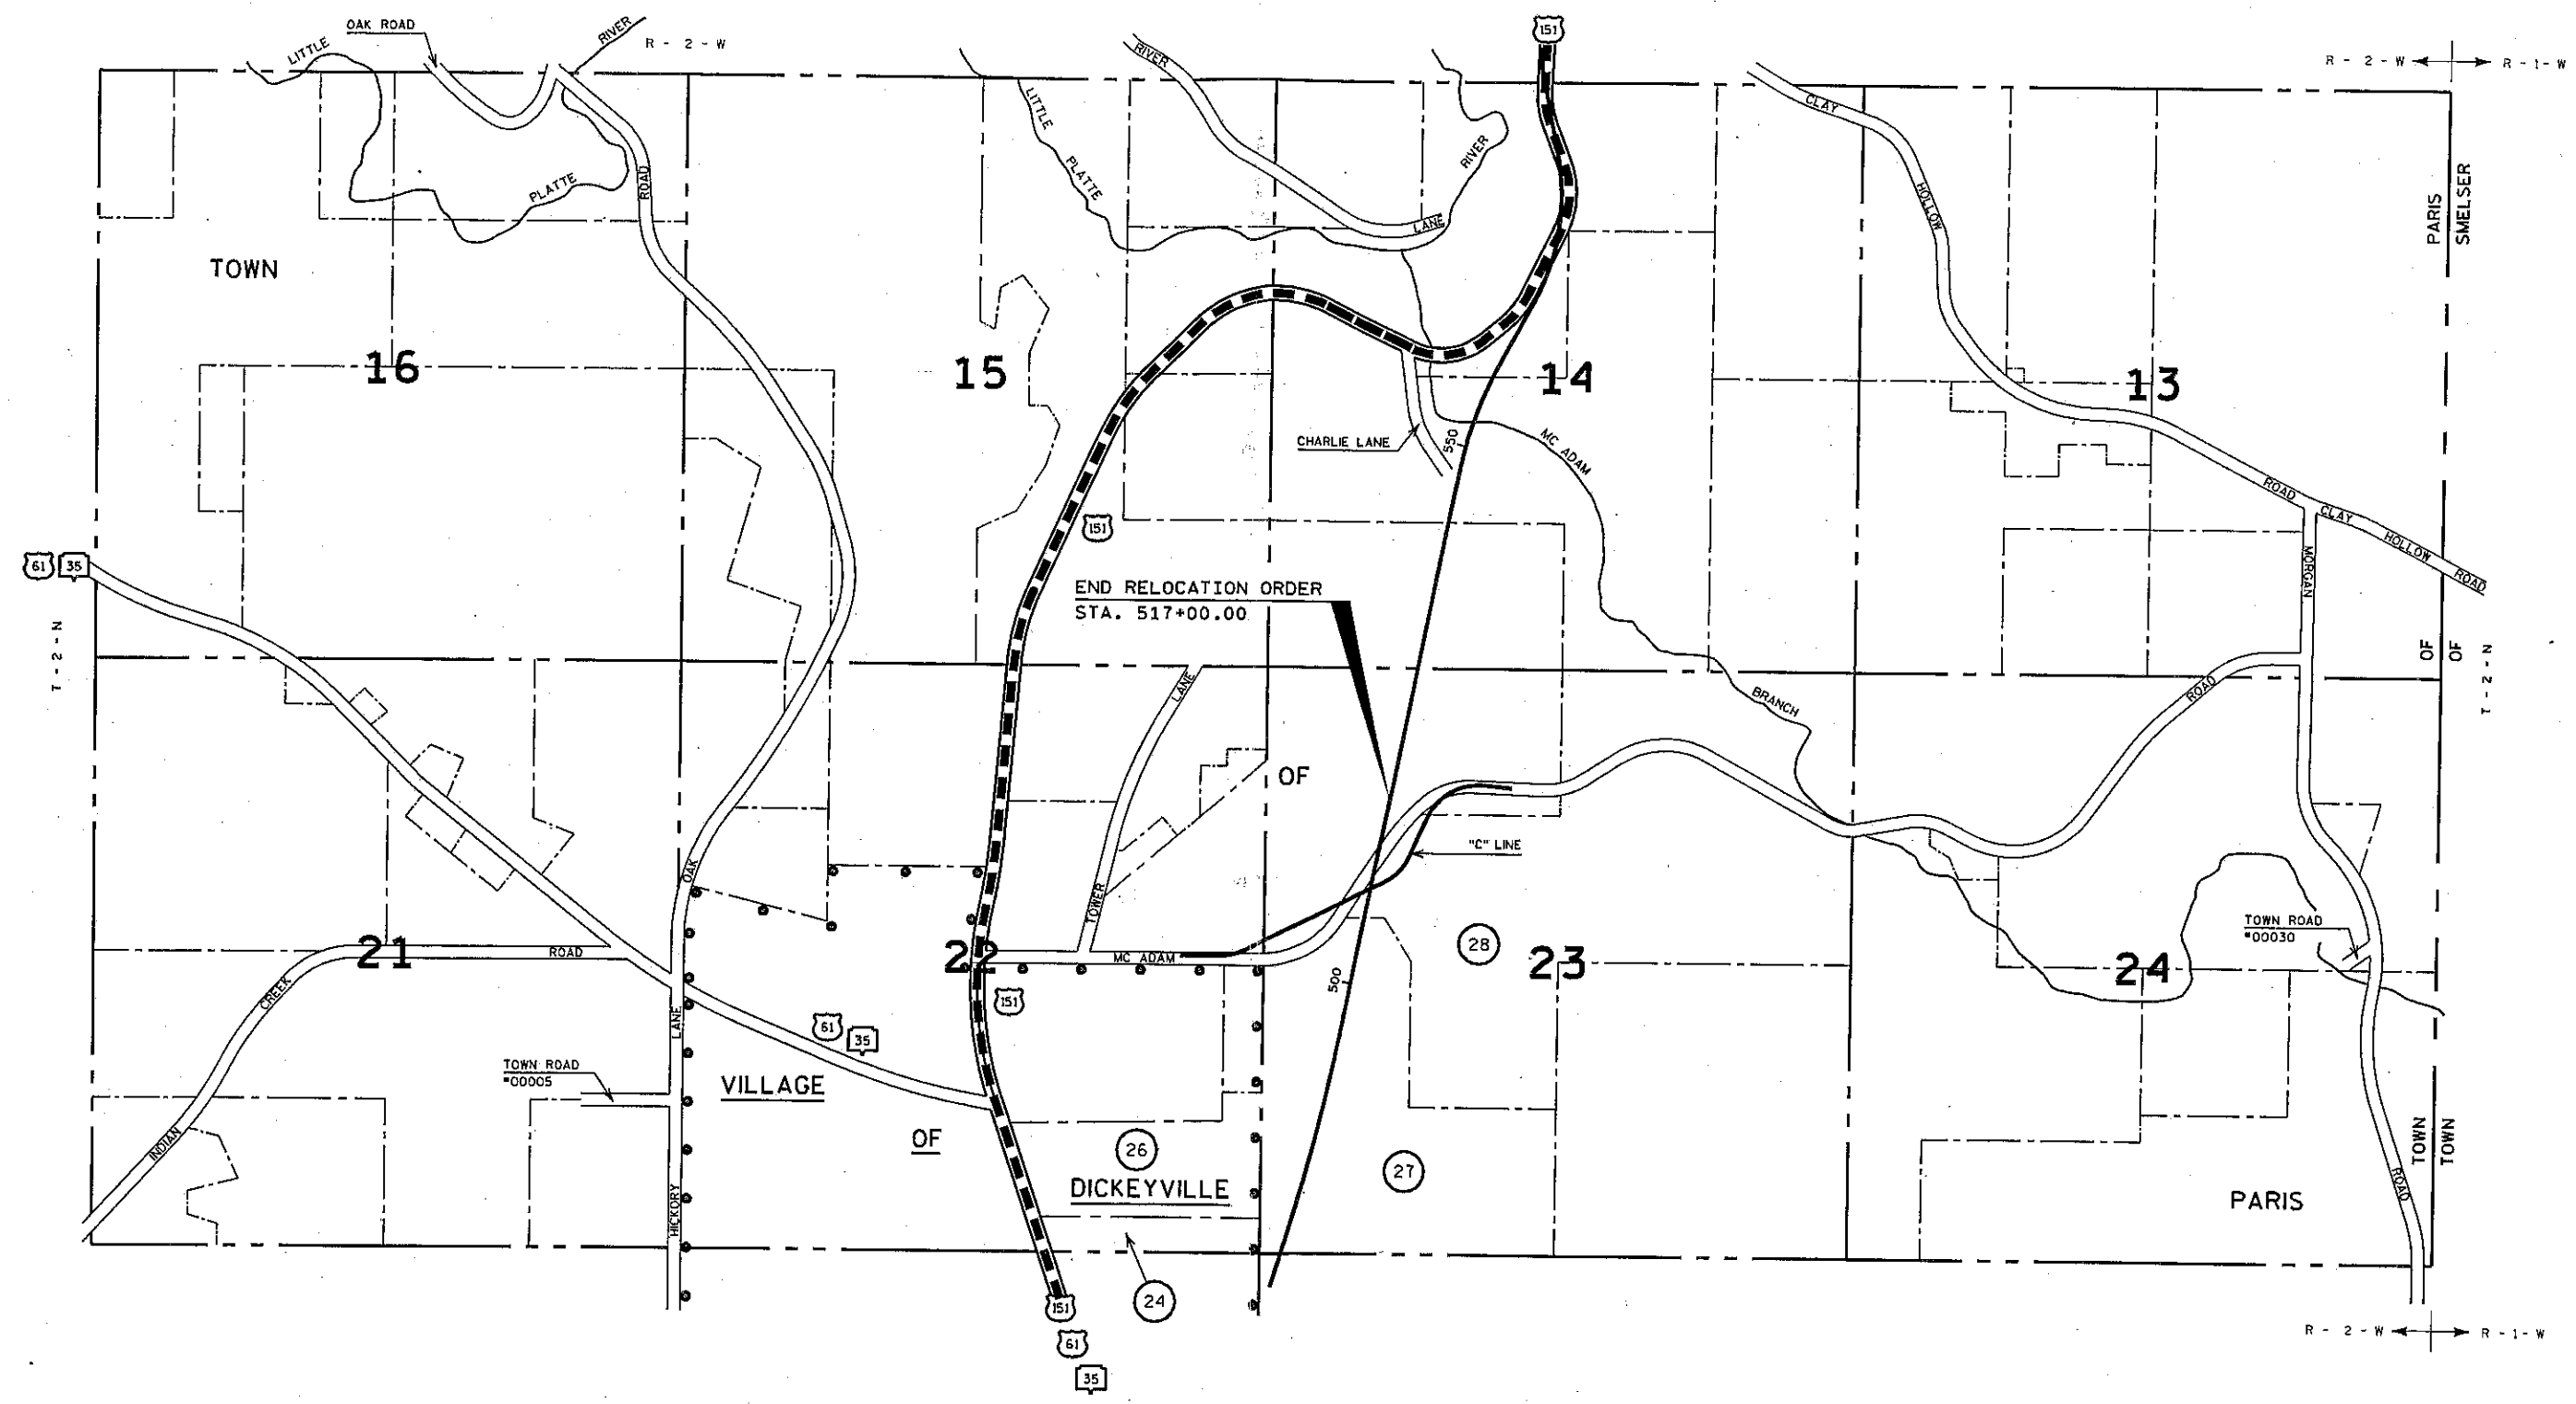 OAK ROAD
LITTLE
RIVER
R - 2 - W
RIVER
151
R - 2 - W
R - 1 - W
CLAY
LITTLE
PLATTE
RIVER
PLATTE
ROAD
HOLLOW
LANE
PARIS
SMELSER
TOWN
16
15
14
13
CHARLIE LANE
550
MC ADAM
ROAD
CLAY
HOLLOW
ROAD
151
61
35
MORGAN
END RELOCATION ORDER
STA. 517+00.00
T - 2 - N
OF
OF
T - 2 - N
LANE
ROAD
BRANCH
OF
"C" LINE
OAK
TOWER
TOWN ROAD
*00030
21
ROAD
22
MC ADAM
28
23
24
CREEK
500
151
LANE
61
35
TOWN ROAD
*00005
VILLAGE
OF
INDIAN
26
27
TOWN
TOWN
DICKEYVILLE
HICKORY
ROAD
PARIS
24
151
61
35
R - 2 - W
R - 1 - W